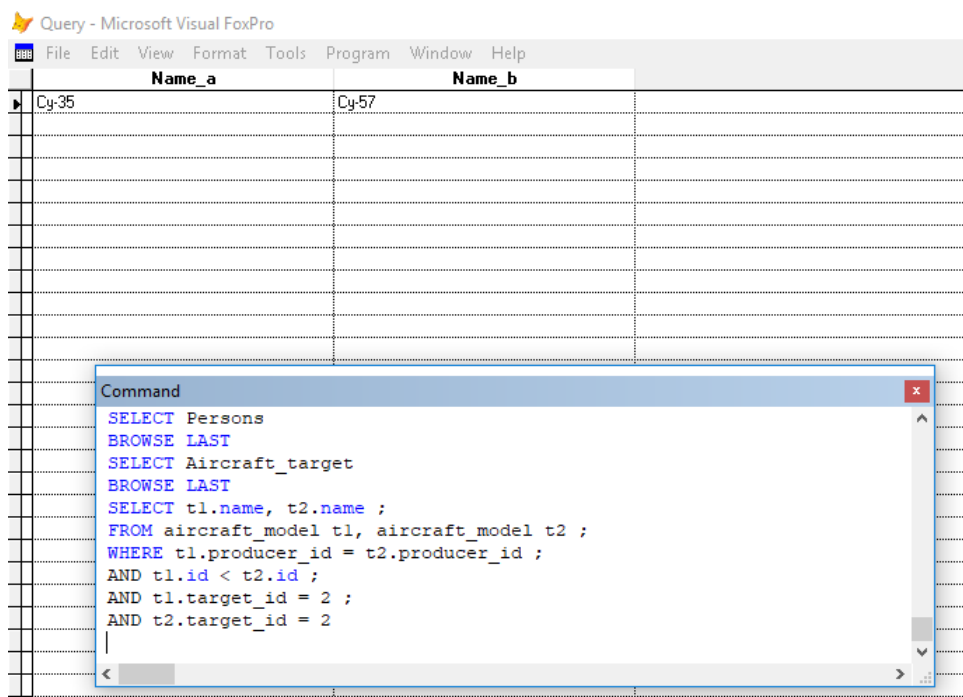 Query - Microsoft Visual FoxPro
File Edit View Format Tools Program Window Help
Name_a Name_b
Су-35 Су-57
Command
SELECT Persons
BROWSE LAST
SELECT Aircraft_target
BROWSE LAST
SELECT t1.name, t2.name ;
FROM aircraft_model t1, aircraft_model t2 ;
WHERE t1.producer_id = t2.producer_id ;
AND t1.id < t2.id ;
AND t1.target_id = 2 ;
AND t2.target_id = 2